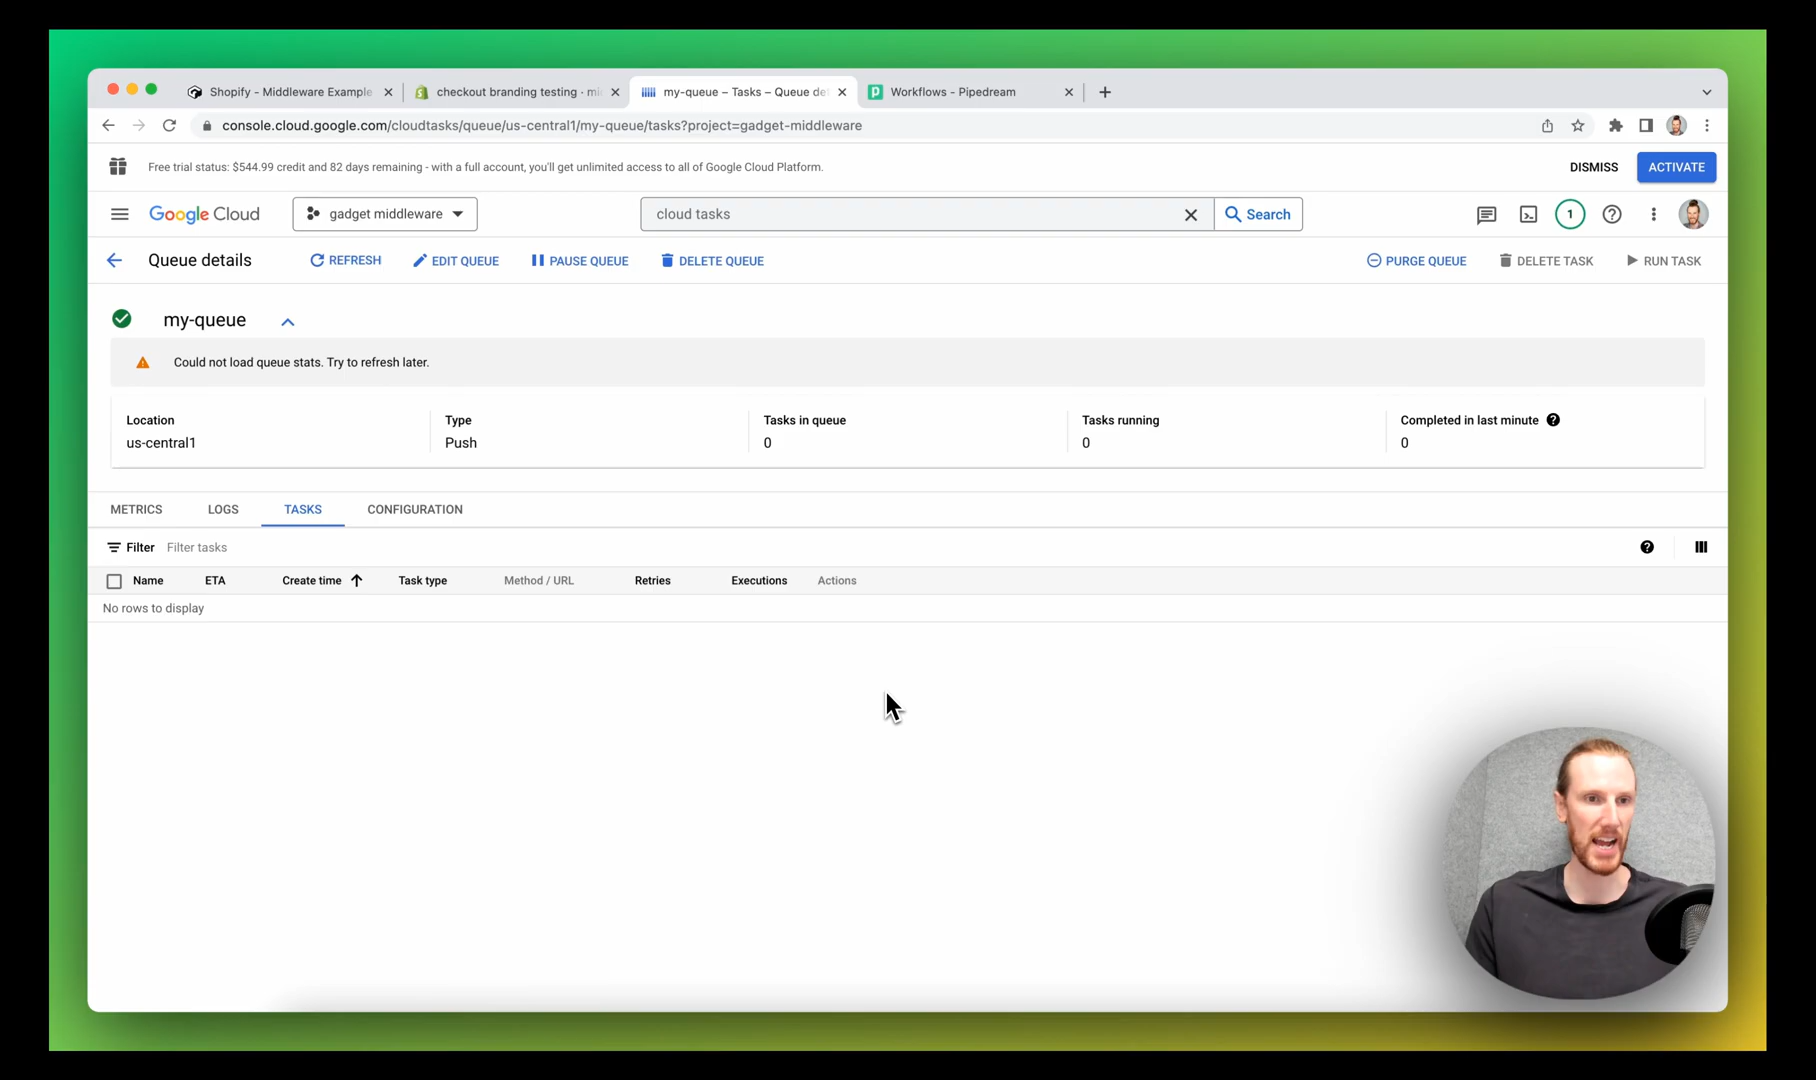 Shopify - Middleware Example
checkout branding testing · mi
my-queue – Tasks – Queue det
Workflows - Pipedream
console.cloud.google.com/cloudtasks/queue/us-central1/my-queue/tasks?project=gadget-middleware
Free trial status: $544.99 credit and 82 days remaining - with a full account, you'll get unlimited access to all of Google Cloud Platform.
DISMISS
ACTIVATE
Google Cloud
gadget middleware
cloud tasks
Search
1
Queue details
REFRESH
EDIT QUEUE
PAUSE QUEUE
DELETE QUEUE
PURGE QUEUE
DELETE TASK
RUN TASK
my-queue
Could not load queue stats. Try to refresh later.
Location
Type
Tasks in queue
Tasks running
Completed in last minute
us-central1
Push
0
0
0
METRICS
LOGS
TASKS
CONFIGURATION
Filter
Filter tasks
Name
ETA
Create time
Task type
Method / URL
Retries
Executions
Actions
No rows to display